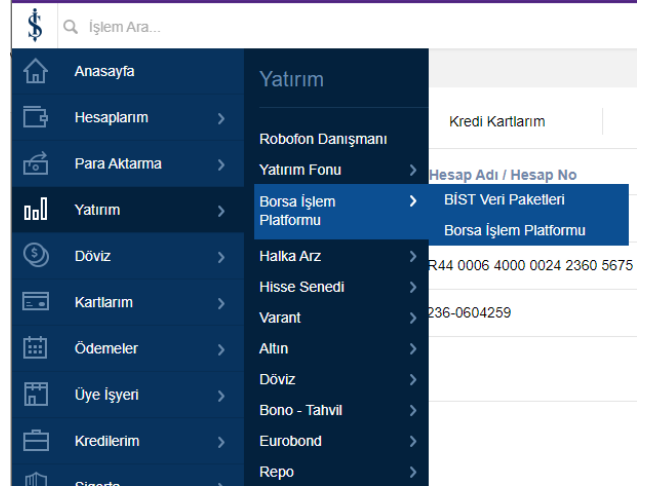 İşlem Ara...
Anasayfa
Hesaplarım
Para Aktarma
Yatırım
Döviz
Kartlarım
Ödemeler
Üye İşyeri
Kredilerim
Yatırım
Robofon Danışmanı
Yatırım Fonu
Borsa İşlem
Platformu
Halka Arz
Hisse Senedi
Varant
Altın
Döviz
Bono - Tahvil
Eurobond
Repo
BİST Veri Paketleri
Borsa İşlem Platformu
Kredi Kartlarım
Hesap Adı / Hesap No
R44 0006 4000 0024 2360 5675
236-0604259